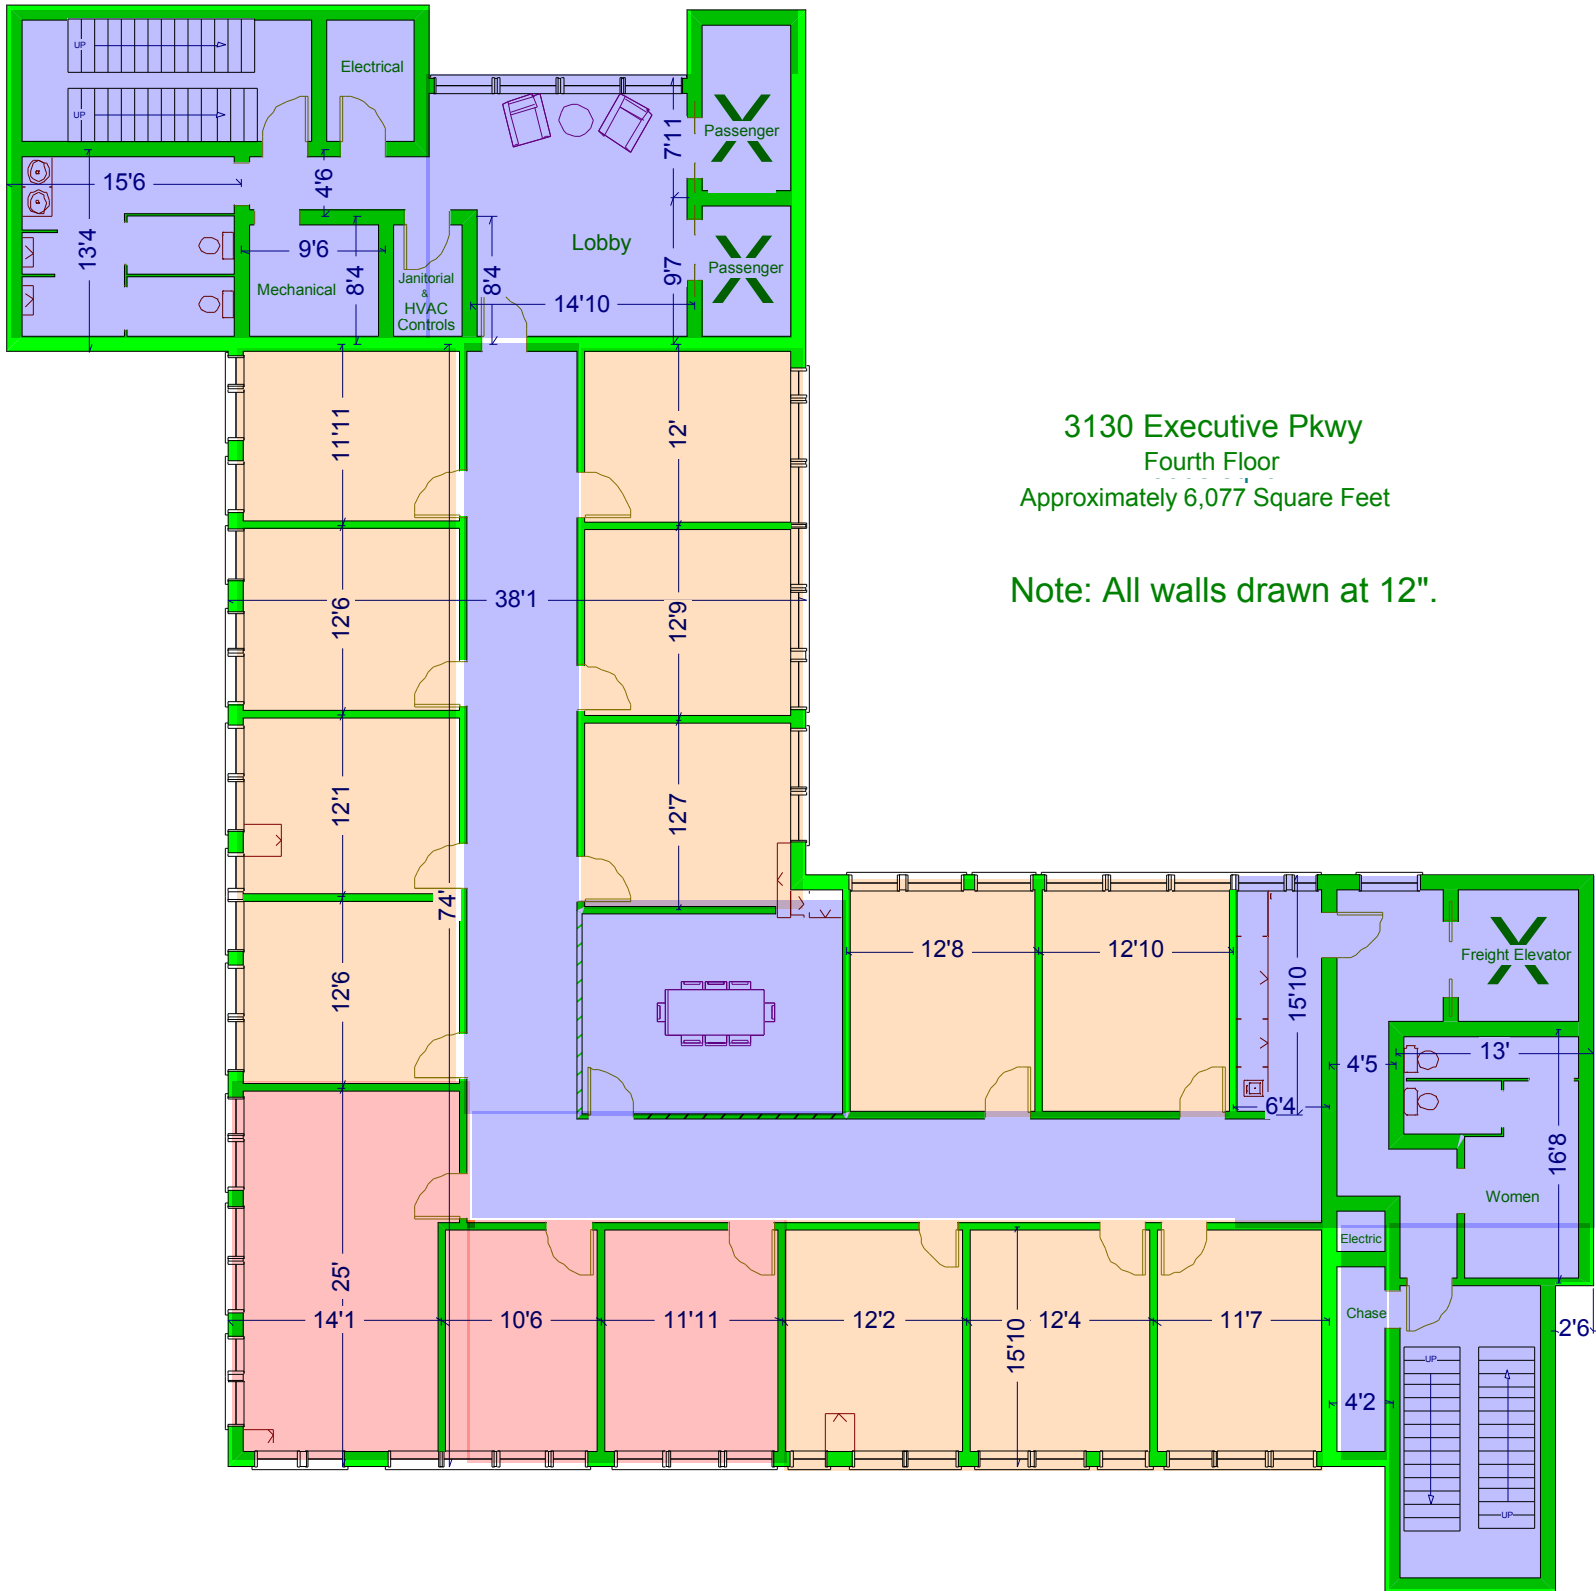 UP
Electrical
UP
Passenger
7'11
15'6
4'6
13'4
9'6
8'4
Mechanical
Janitorial
&
HVAC
Controls
8'4
Lobby
9'7
Passenger
14'10
3130 Executive Pkwy
Fourth Floor
Approximately 6,077 Square Feet
Note: All walls drawn at 12".
11'11
12'
12'6
38'1
12'9
12'1
12'7
74'
12'6
12'8
12'10
15'10
Freight Elevator
4'5
13'
6'4
16'8
Women
Electric
25'
14'1
10'6
11'11
12'2
15'10
12'4
11'7
Chase
2'6
UP
4'2
UP